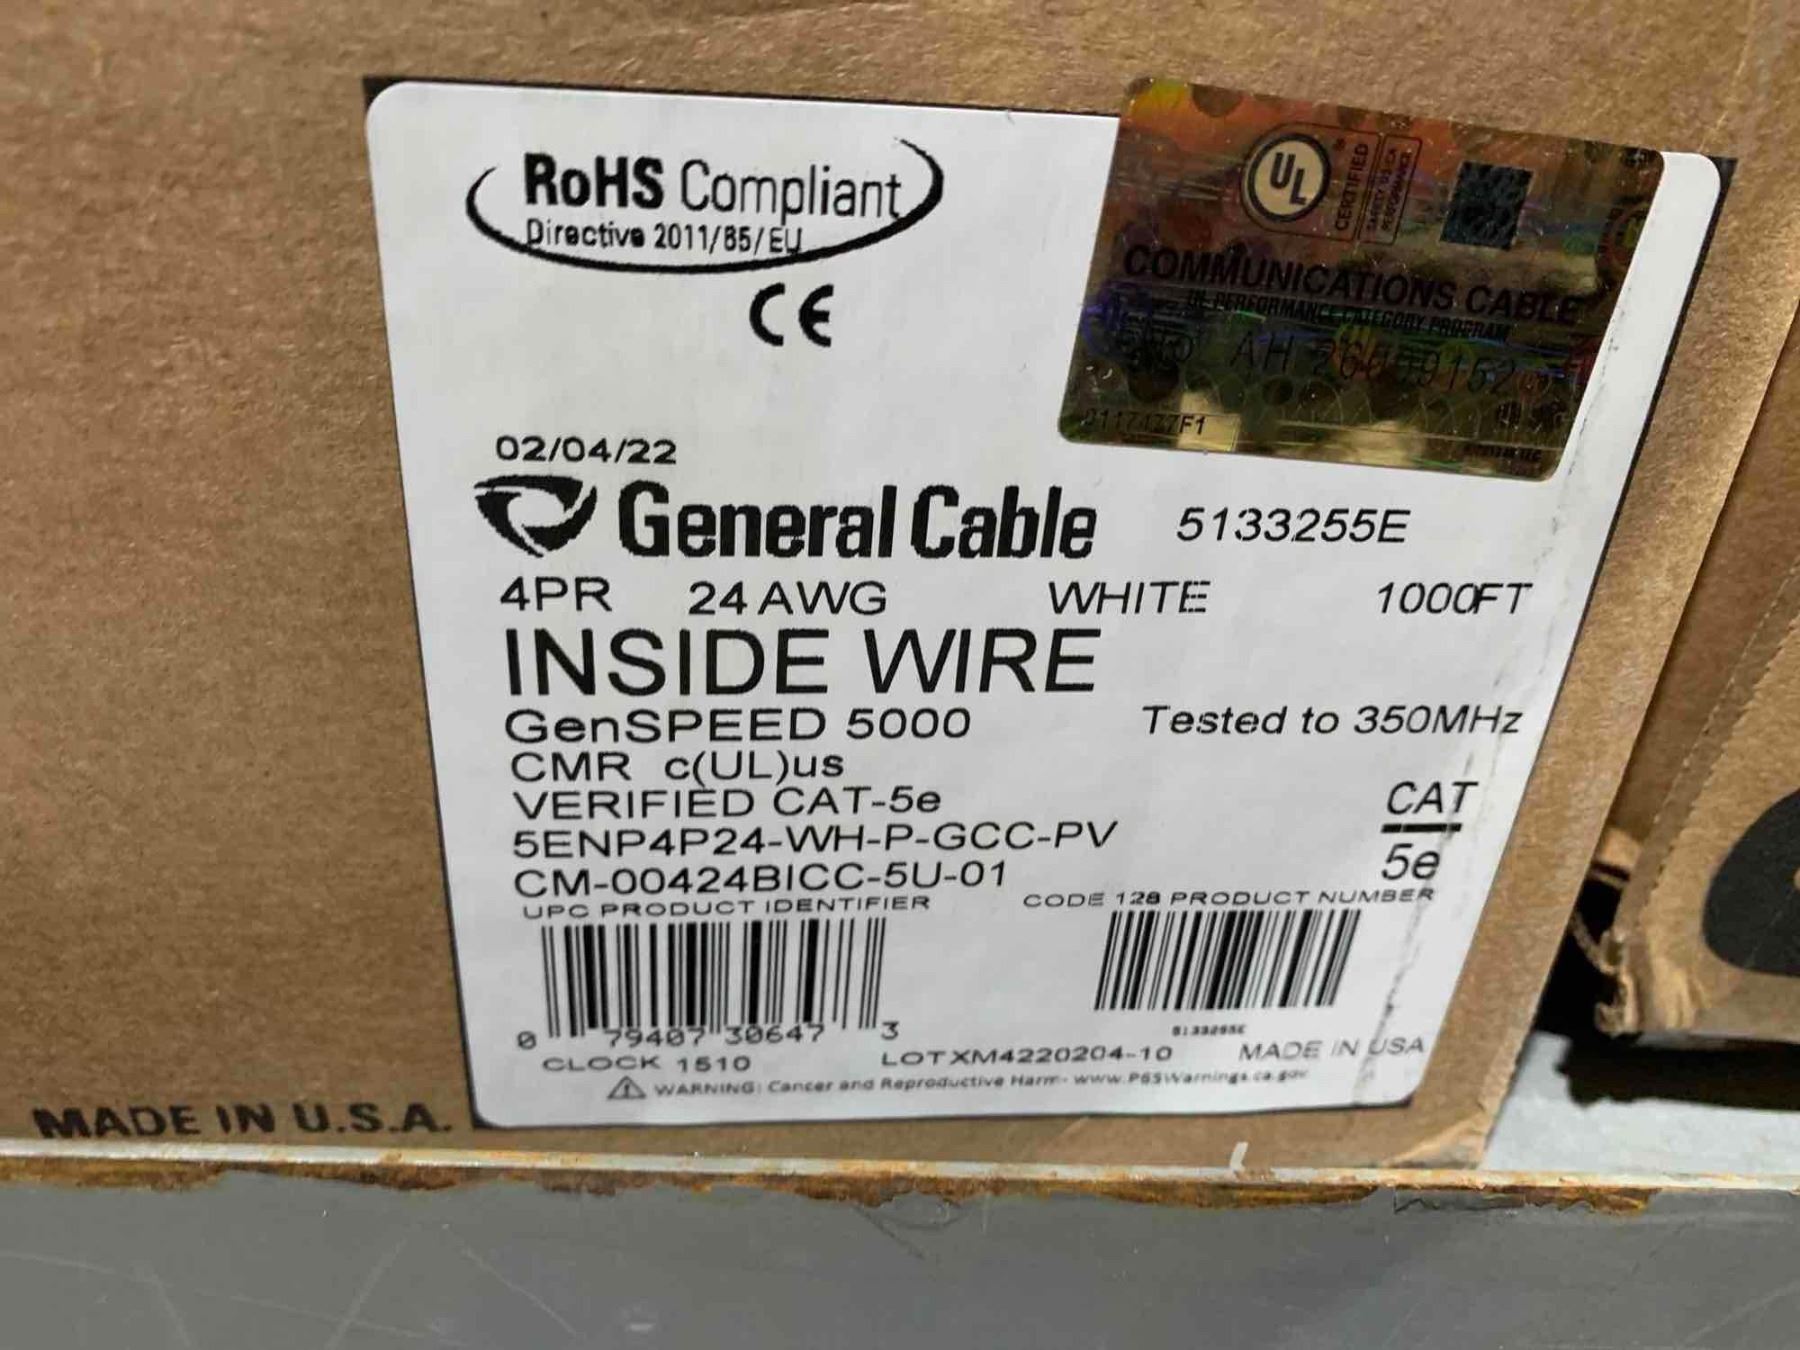 RoHS Compliant
Directive 2011/65/EU
CE
UL
CERTIFIED
COMMUNICATIONS CABLE
UL PERFORMANCE CATEGORY PROGRAM
AH
02/04/22
General Cable 5133255E
4PR 24 AWG WHITE 1000FT
INSIDE WIRE
GenSPEED 5000 Tested to 350MHz
CMR c(UL)us
VERIFIED CAT-5e
CAT
5e
5ENP4P24-WH-P-GCC-PV
CM-00424BICC-5U-01
UPC PRODUCT IDENTIFIER CODE 128 PRODUCT NUMBER
0 79407 30647 3 5133255E
CLOCK 1510 LOT XM4220204-10 MADE IN USA
WARNING: Cancer and Reproductive Harm- www.P65Warnings.ca.gov
MADE IN U.S.A.